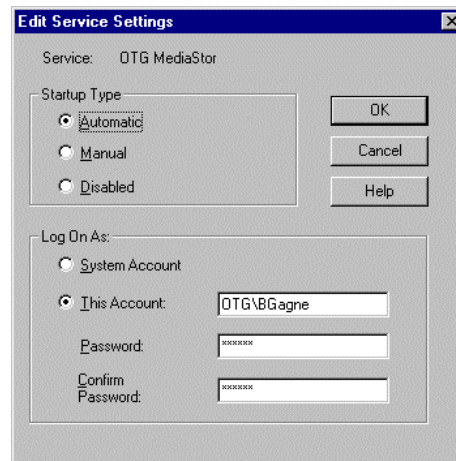 Edit Service Settings
Service: OTG MediaStor
Startup Type
Automatic
Manual
Disabled
OK
Cancel
Help
Log On As:
System Account
This Account: OTG\BGagne
Password: ××××××
Confirm
Password: ××××××